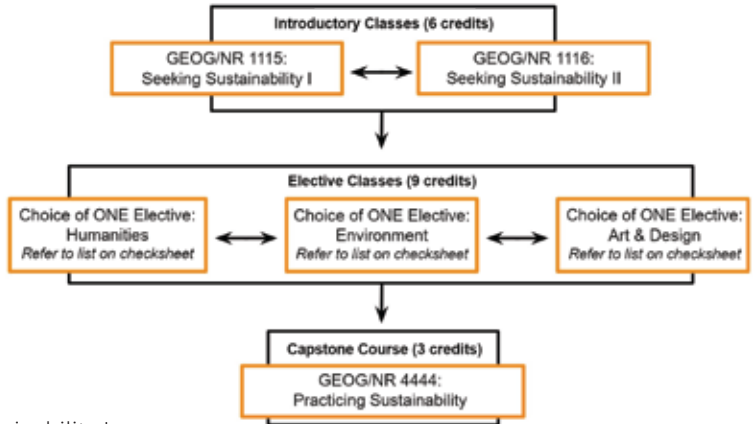 Introductory Classes (6 credits)
GEOG/NR 1115:
Seeking Sustainability I
GEOG/NR 1116:
Seeking Sustainability II
Elective Classes (9 credits)
Choice of ONE Elective:
Humanities
Refer to list on checksheet
Choice of ONE Elective:
Environment
Refer to list on checksheet
Choice of ONE Elective:
Art & Design
Refer to list on checksheet
Capstone Course (3 credits)
GEOG/NR 4444:
Practicing Sustainability